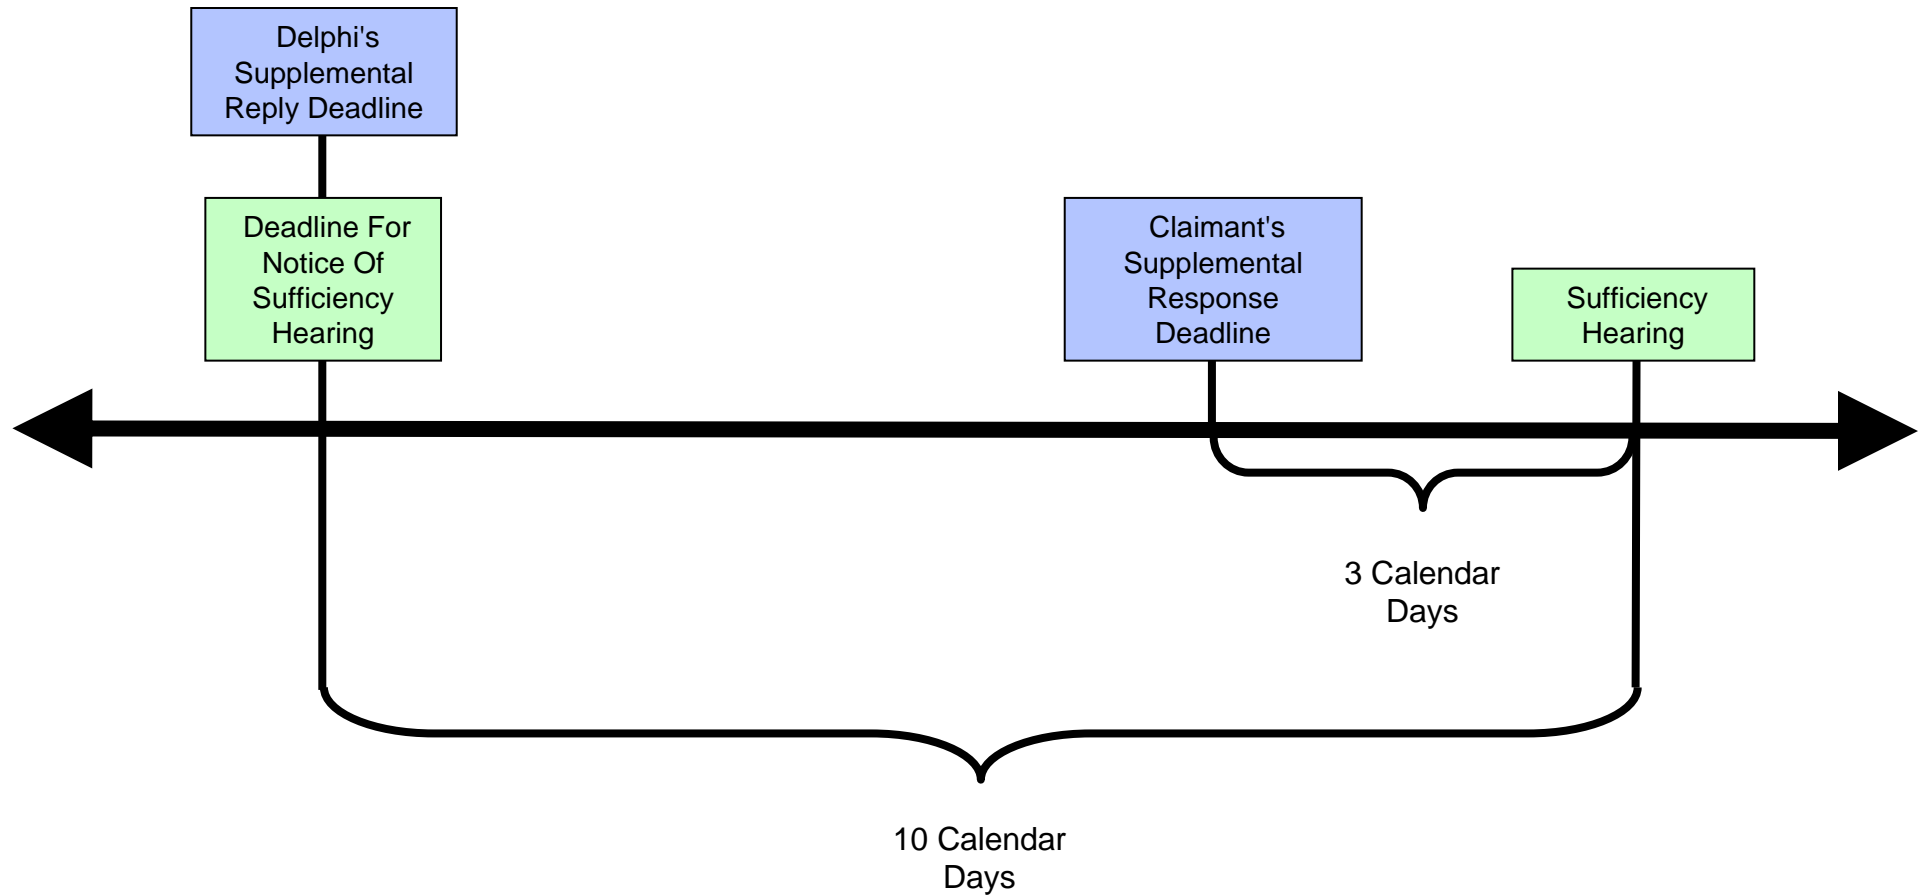 Delphi's
Supplemental
Reply Deadline
Deadline For
Notice Of
Sufficiency
Hearing
Claimant's
Supplemental
Response
Deadline
Sufficiency
Hearing
3 Calendar
Days
10 Calendar
Days